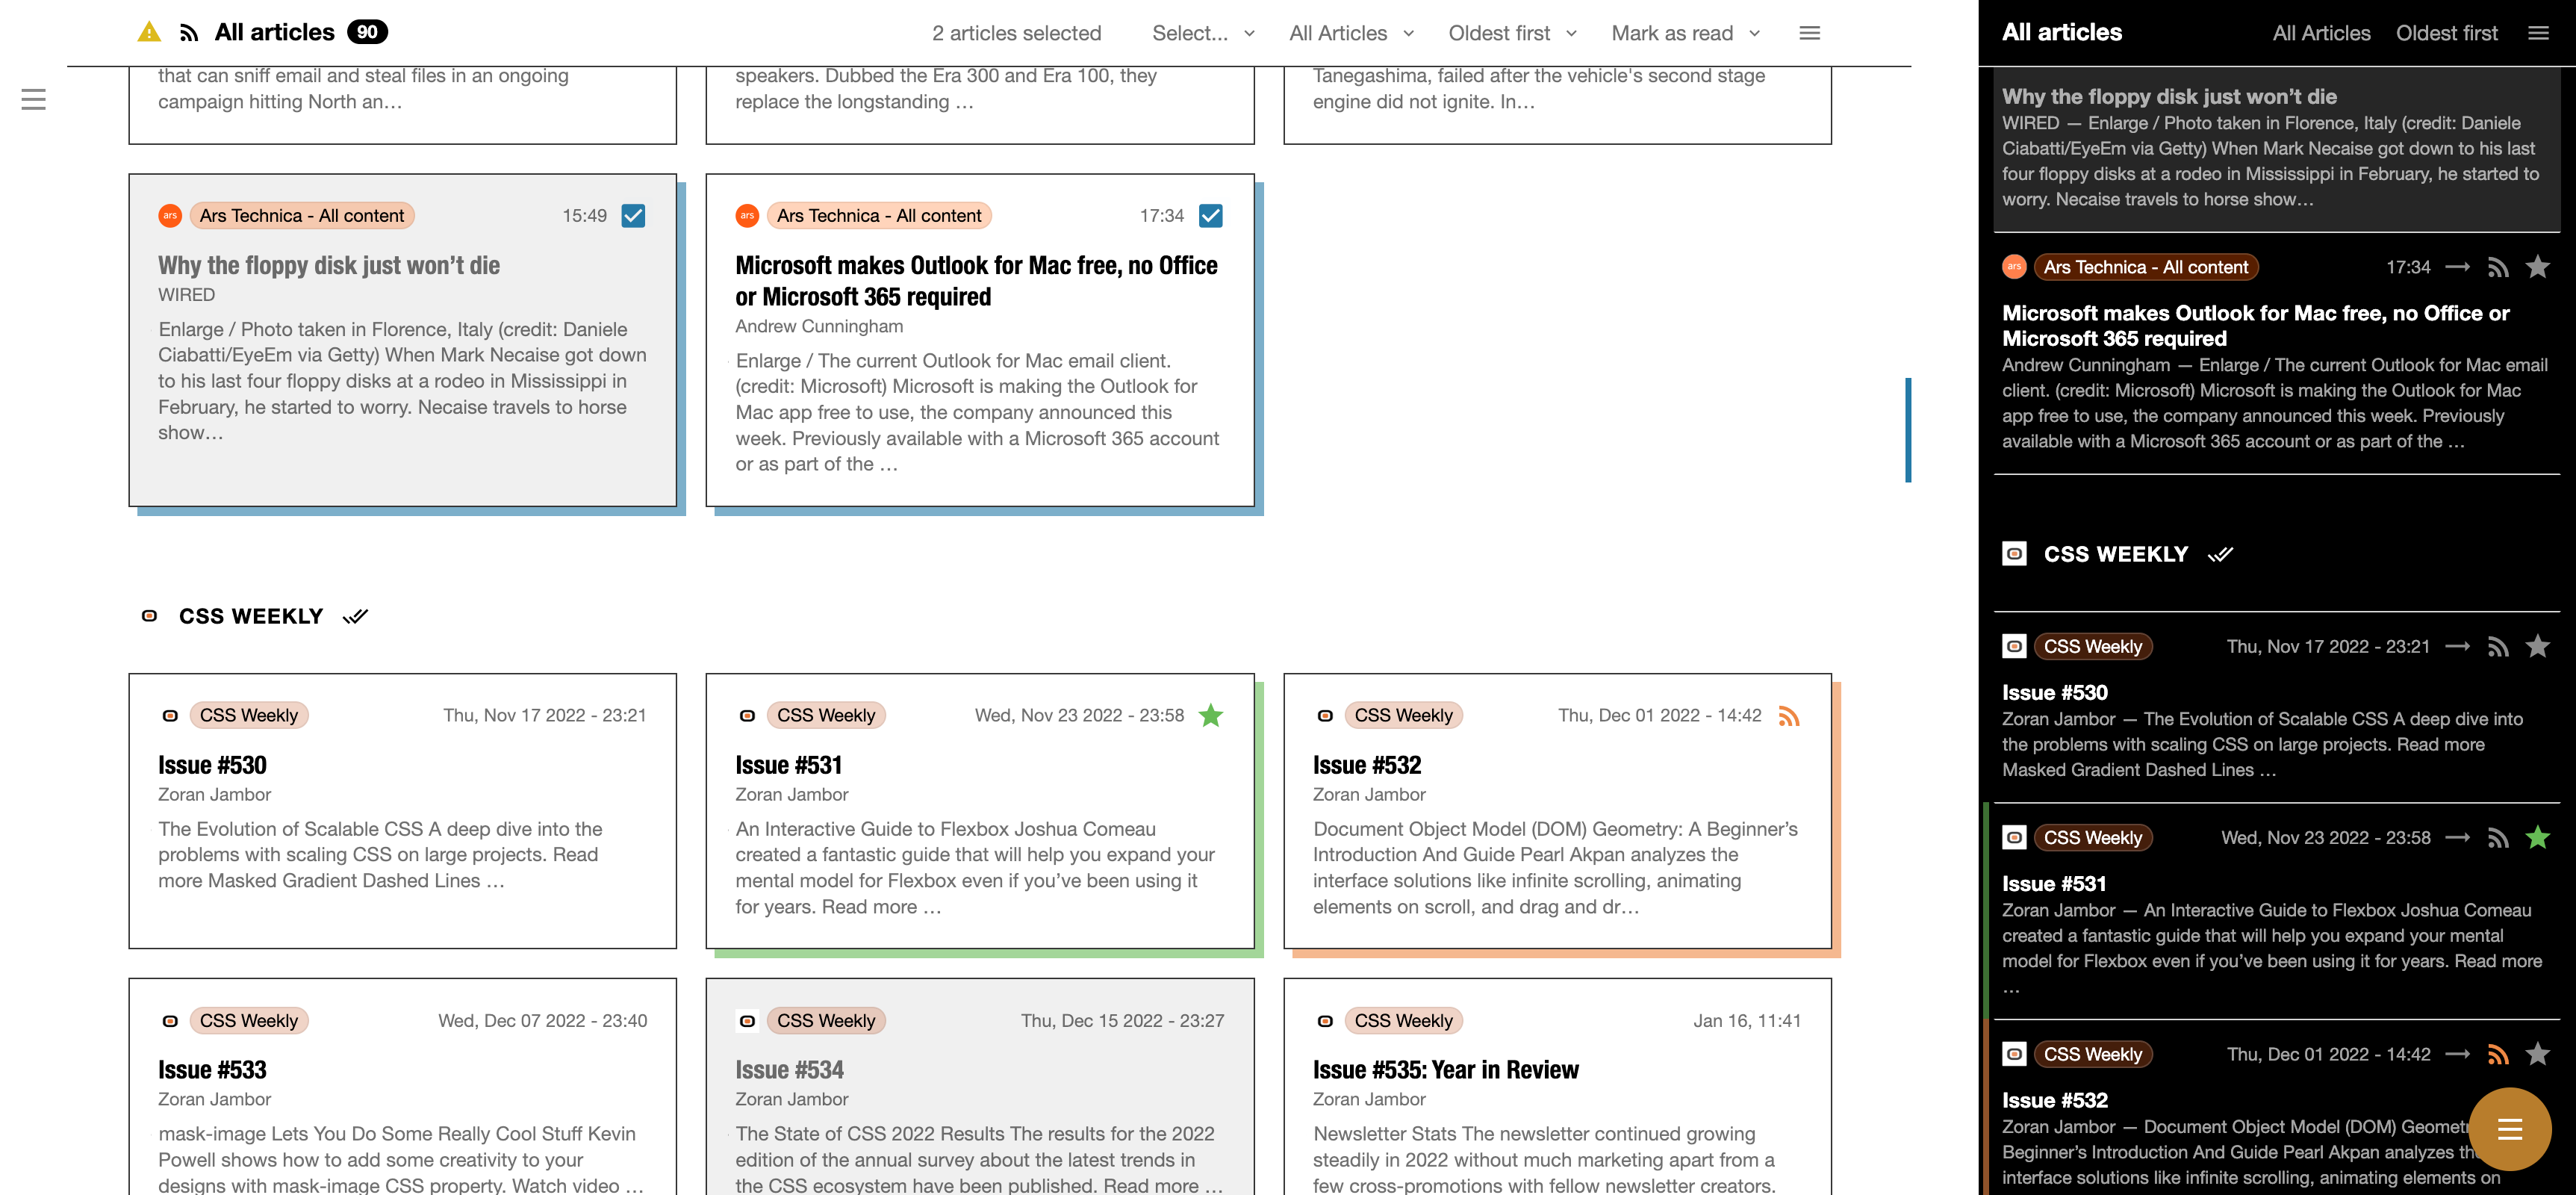 All articles 90
2 articles selected Select... All Articles Oldest first Mark as read
that can sniff email and steal files in an ongoing
campaign hitting North an…
speakers. Dubbed the Era 300 and Era 100, they
replace the longstanding …
Tanegashima, failed after the vehicle's second stage
engine did not ignite. In…
ars Ars Technica - All content 15:49
Why the floppy disk just won’t die
WIRED
Enlarge / Photo taken in Florence, Italy (credit: Daniele
Ciabatti/EyeEm via Getty) When Mark Necaise got down
to his last four floppy disks at a rodeo in Mississippi in
February, he started to worry. Necaise travels to horse
show…
ars Ars Technica - All content 17:34
Microsoft makes Outlook for Mac free, no Office
or Microsoft 365 required
Andrew Cunningham
Enlarge / The current Outlook for Mac email client.
(credit: Microsoft) Microsoft is making the Outlook for
Mac app free to use, the company announced this
week. Previously available with a Microsoft 365 account
or as part of the …
CSS WEEKLY
CSS Weekly Thu, Nov 17 2022 - 23:21
Issue #530
Zoran Jambor
The Evolution of Scalable CSS A deep dive into the
problems with scaling CSS on large projects. Read
more Masked Gradient Dashed Lines …
CSS Weekly Wed, Nov 23 2022 - 23:58
Issue #531
Zoran Jambor
An Interactive Guide to Flexbox Joshua Comeau
created a fantastic guide that will help you expand your
mental model for Flexbox even if you’ve been using it
for years. Read more …
CSS Weekly Thu, Dec 01 2022 - 14:42
Issue #532
Zoran Jambor
Document Object Model (DOM) Geometry: A Beginner’s
Introduction And Guide Pearl Akpan analyzes the
interface solutions like infinite scrolling, animating
elements on scroll, and drag and dr…
CSS Weekly Wed, Dec 07 2022 - 23:40
Issue #533
Zoran Jambor
mask-image Lets You Do Some Really Cool Stuff Kevin
Powell shows how to add some creativity to your
designs with mask-image CSS property. Watch video …
CSS Weekly Thu, Dec 15 2022 - 23:27
Issue #534
Zoran Jambor
The State of CSS 2022 Results The results for the 2022
edition of the annual survey about the latest trends in
the CSS ecosystem have been published. Read more …
CSS Weekly Jan 16, 11:41
Issue #535: Year in Review
Zoran Jambor
Newsletter Stats The newsletter continued growing
steadily in 2022 without much marketing apart from a
few cross-promotions with fellow newsletter creators.
All articles All Articles Oldest first
Why the floppy disk just won’t die
WIRED — Enlarge / Photo taken in Florence, Italy (credit: Daniele
Ciabatti/EyeEm via Getty) When Mark Necaise got down to his last
four floppy disks at a rodeo in Mississippi in February, he started to
worry. Necaise travels to horse show…
ars Ars Technica - All content 17:34
Microsoft makes Outlook for Mac free, no Office or
Microsoft 365 required
Andrew Cunningham — Enlarge / The current Outlook for Mac email
client. (credit: Microsoft) Microsoft is making the Outlook for Mac
app free to use, the company announced this week. Previously
available with a Microsoft 365 account or as part of the …
CSS WEEKLY
CSS Weekly Thu, Nov 17 2022 - 23:21
Issue #530
Zoran Jambor — The Evolution of Scalable CSS A deep dive into
the problems with scaling CSS on large projects. Read more
Masked Gradient Dashed Lines …
CSS Weekly Wed, Nov 23 2022 - 23:58
Issue #531
Zoran Jambor — An Interactive Guide to Flexbox Joshua Comeau
created a fantastic guide that will help you expand your mental
model for Flexbox even if you’ve been using it for years. Read more
…
CSS Weekly Thu, Dec 01 2022 - 14:42
Issue #532
Zoran Jambor — Document Object Model (DOM)
Beginner’s Introduction And Guide Pearl Akpan analyzes
interface solutions like infinite scrolling, animating elements on